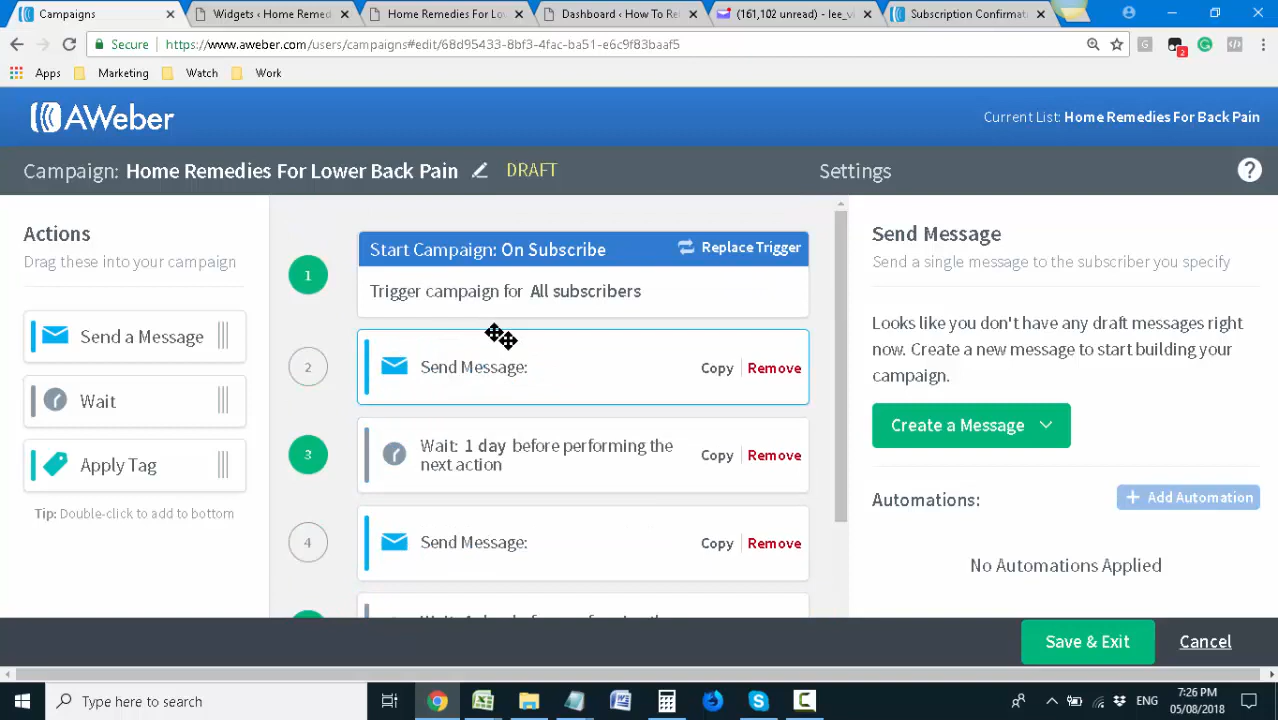 Campaigns
Widgets ‹ Home Remed
Home Remedies For Lo
Dashboard ‹ How To Re
(161,102 unread) - lee_v
Subscription Confirmat
Secure
https://www.aweber.com/users/campaigns#edit/68d95433-8bf3-4fac-ba51-e6c9f83baaf5
G
2
Apps
Marketing
Watch
Work
AWeber
Current List: Home Remedies For Back Pain
Campaign: Home Remedies For Lower Back Pain
DRAFT
Settings
?
Actions
Drag these into your campaign
Send a Message
Wait
Apply Tag
Tip: Double-click to add to bottom
1
Start Campaign: On Subscribe
Replace Trigger
Trigger campaign for All subscribers
2
Send Message:
Copy
Remove
3
Wait: 1 day before performing the
next action
Copy
Remove
4
Send Message:
Copy
Remove
Send Message
Send a single message to the subscriber you specify
Looks like you don't have any draft messages right
now. Create a new message to start building your
campaign.
Create a Message
Automations:
+ Add Automation
No Automations Applied
Save & Exit
Cancel
Type here to search
ENG
7:26 PM
05/08/2018